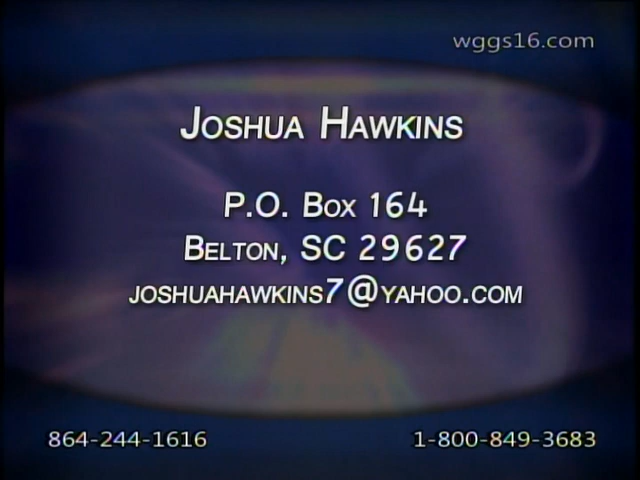 wggs16.com
JOSHUA HAWKINS
P.O. BOX 164
BELTON, SC 29627
JOSHUAHAWKINS7@YAHOO.COM
864-244-1616 1-800-849-3683